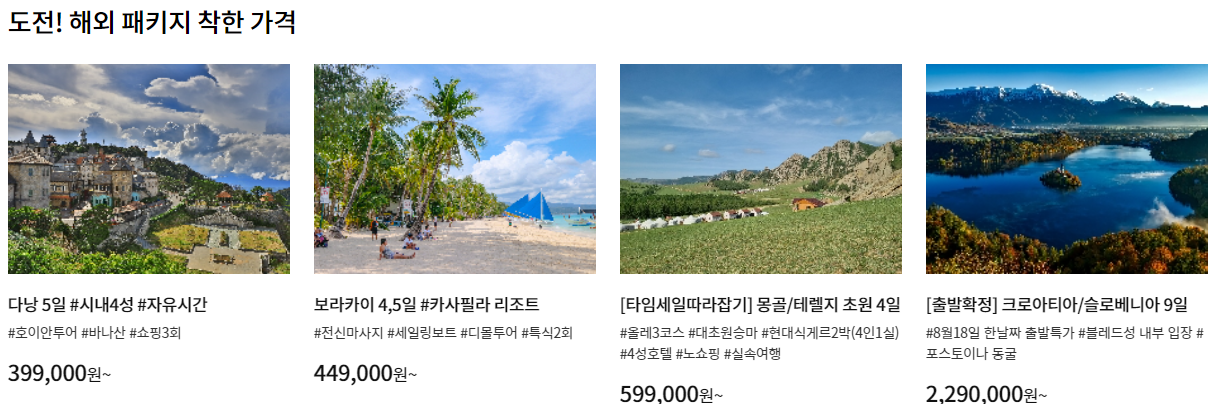 도전! 해외 패키지 착한 가격
다낭 5일 #시내4성 #자유시간
#호이안투어 #바나산 #쇼핑3회
399,000원~
보라카이 4,5일 #카사필라 리조트
#전신마사지 #세일링보트 #디몰투어 #특식2회
449,000원~
[타임세일따라잡기] 몽골/테렐지 초원 4일
#올레3코스 #대초원승마 #현대식게르2박(4인1실)
#4성호텔 #노쇼핑 #실속여행
599,000원~
[출발확정] 크로아티아/슬로베니아 9일
#8월18일 한날짜 출발특가 #블레드성 내부 입장 #
포스토이나 동굴
2,290,000원~